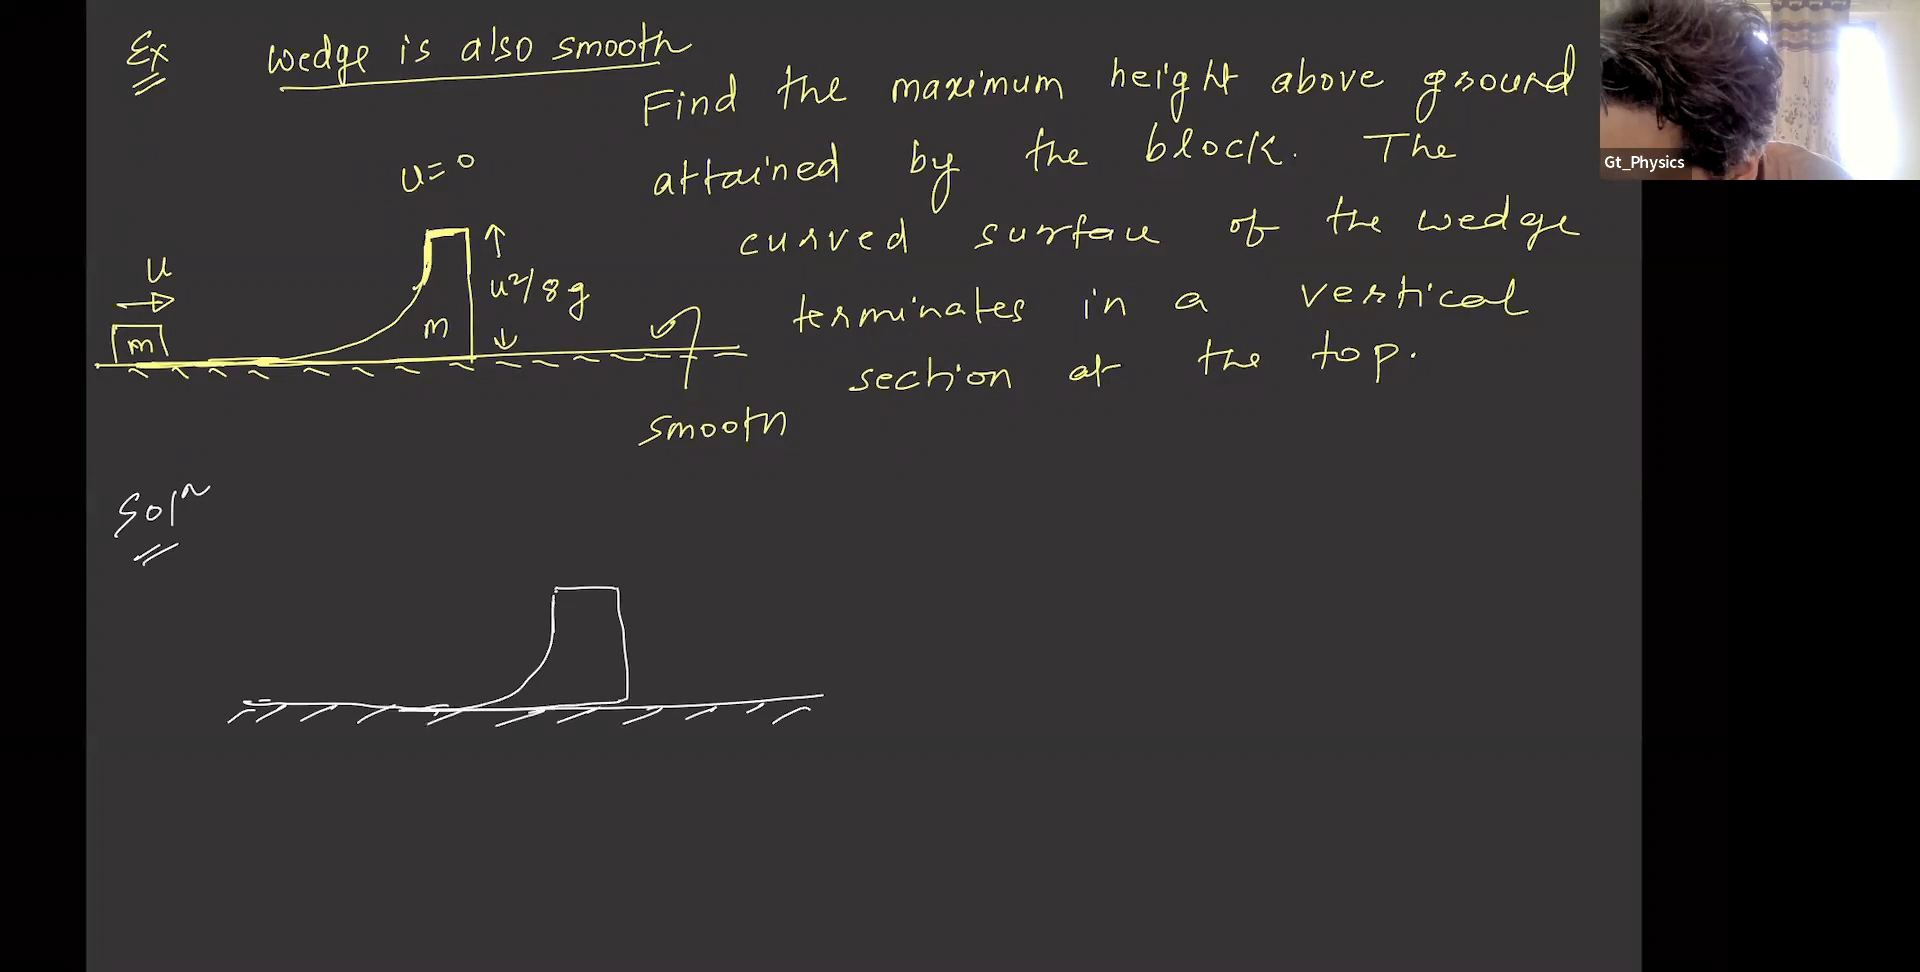 Ex wedge is also smooth
Find the maximum height above ground
attained by the block. The
curved surface of the wedge
terminates in a vertical
section at the top.
u=0
u
m
m
u²/8g
smooth
Solⁿ
Gt_Physics